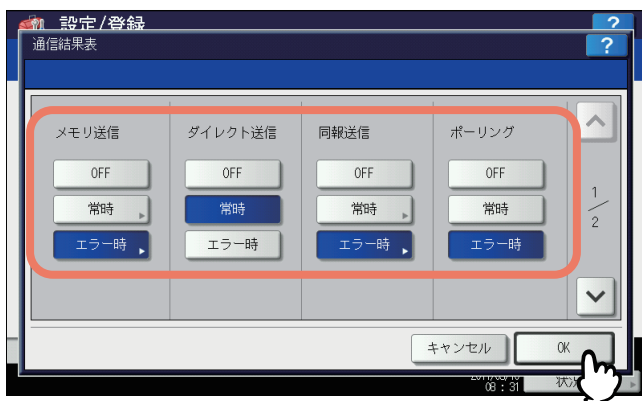 設定/登録
?
通信結果表
?
メモリ送信 ダイレクト送信 同報送信 ポーリング
OFF OFF OFF OFF
常時 常時 常時 常時
エラー時 エラー時 エラー時 エラー時
1
2
キャンセル OK
08:31